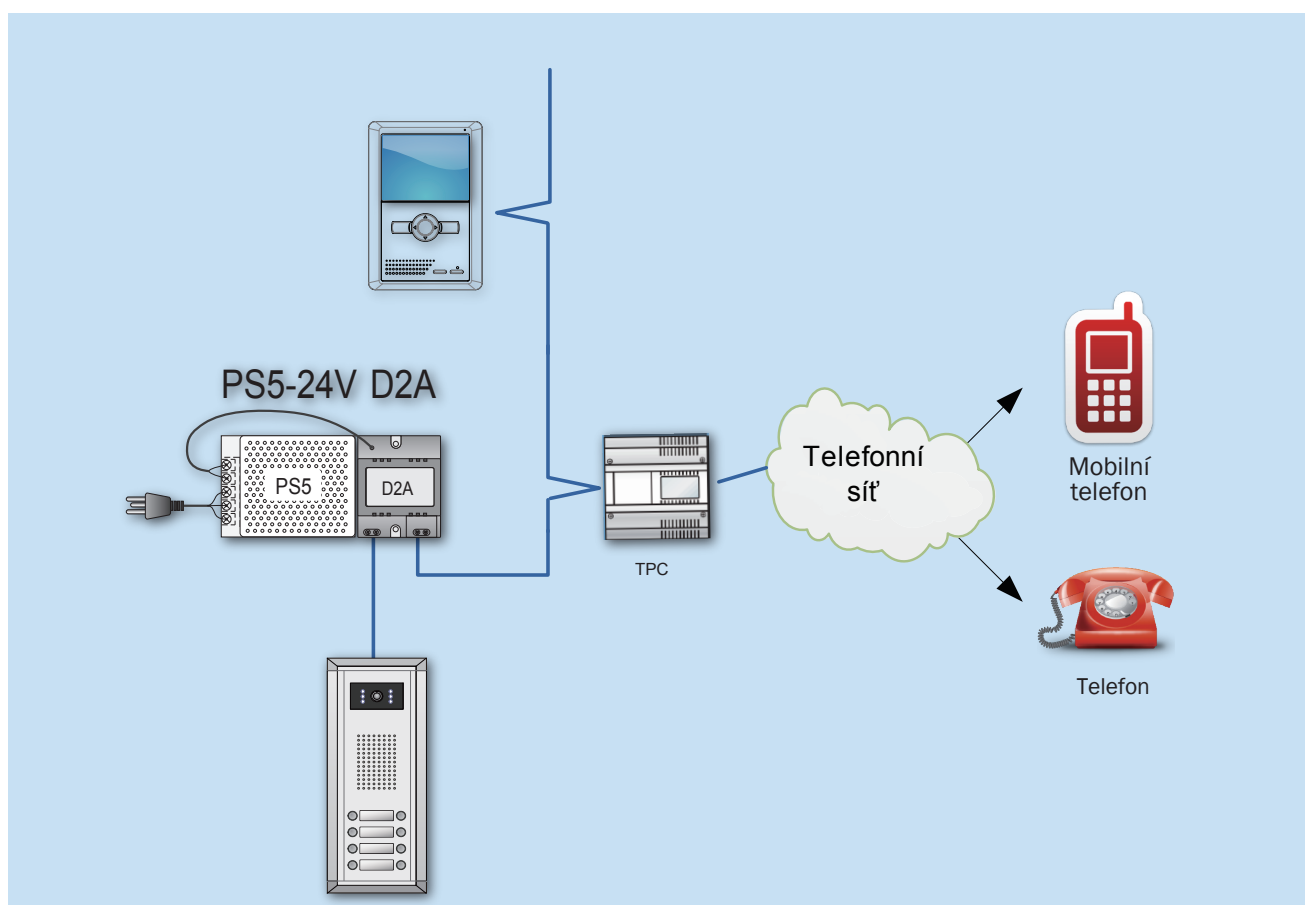 PS5-24V D2A
PS5
D2A
TPC
Telefonní
síť
Mobilní
telefon
Telefon